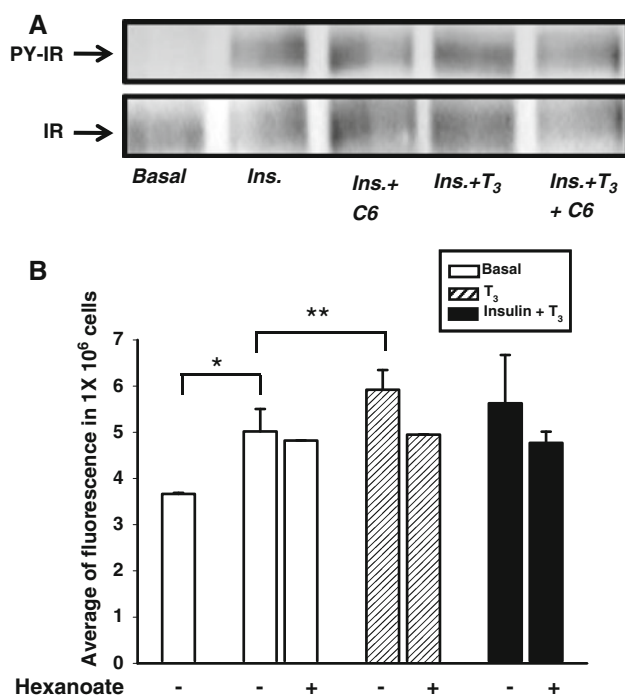 A
PY-IR
IR
Basal Ins. Ins.+ C6 Ins.+T₃ Ins.+T₃ + C6
B
Basal
T₃
Insulin + T₃
Average of fluorescence in 1X 10⁶ cells
7
6
5
4
3
2
1
0
*
**
Hexanoate - - + - + - +